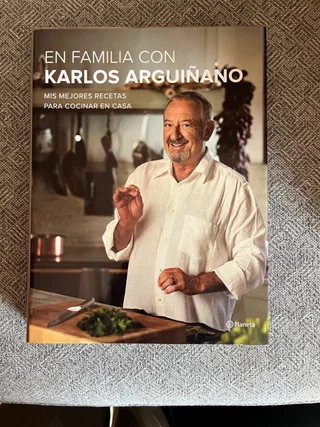 EN FAMILIA CON
KARLOS ARGUIÑANO
MIS MEJORES RECETAS
PARA COCINAR EN CASA
Planeta